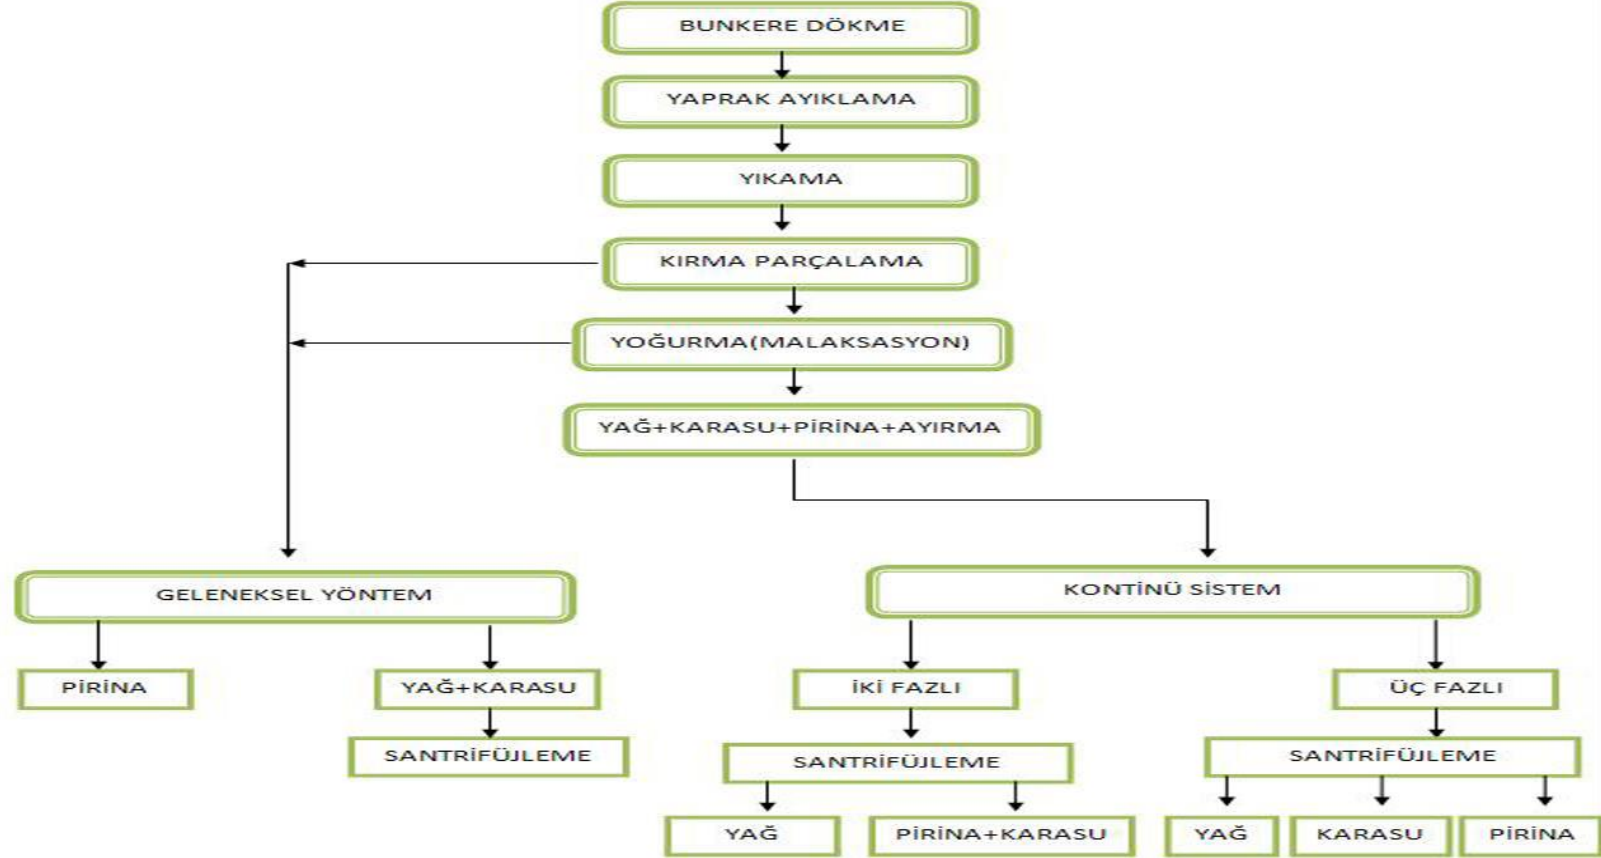 BUNKERE DÖKME
YAPRAK AYIKLAMA
YIKAMA
KIRMA PARÇALAMA
YOĞURMA(MALAKSASYON)
YAĞ+KARASU+PİRİNA+AYIRMA
GELENEKSEL YÖNTEM
KONTİNÜ SİSTEM
PİRİNA
YAĞ+KARASU
İKİ FAZLI
ÜÇ FAZLI
SANTRİFÜJLEME
SANTRİFÜJLEME
SANTRİFÜJLEME
YAĞ
PİRİNA+KARASU
YAĞ
KARASU
PİRİNA